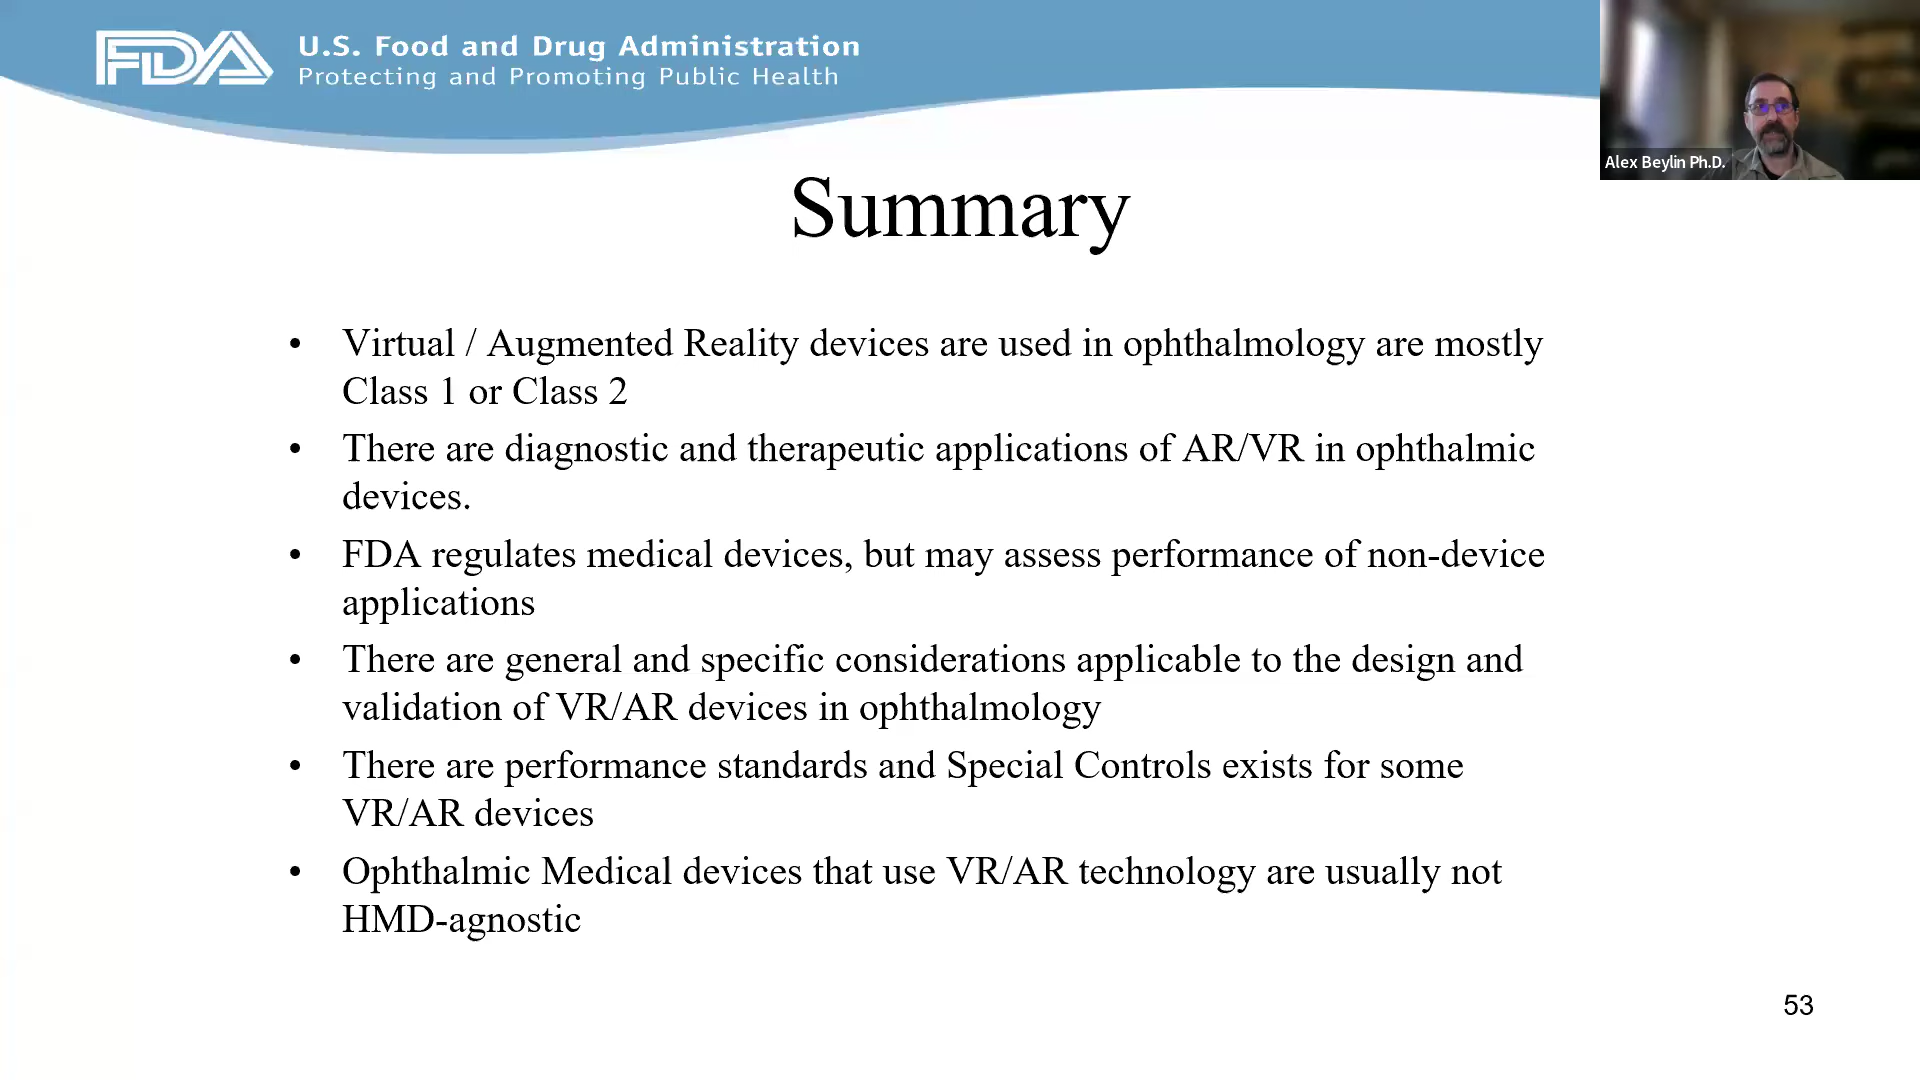 FDA
U.S. Food and Drug Administration
Protecting and Promoting Public Health
Alex Beylin Ph.D.
Summary
• Virtual / Augmented Reality devices are used in ophthalmology are mostly
Class 1 or Class 2
• There are diagnostic and therapeutic applications of AR/VR in ophthalmic
devices.
• FDA regulates medical devices, but may assess performance of non-device
applications
• There are general and specific considerations applicable to the design and
validation of VR/AR devices in ophthalmology
• There are performance standards and Special Controls exists for some
VR/AR devices
• Ophthalmic Medical devices that use VR/AR technology are usually not
HMD-agnostic
53